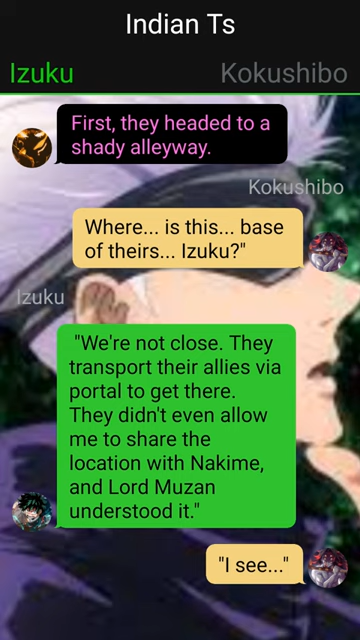 Indian Ts
Izuku
Kokushibo
First, they headed to a
shady alleyway.
Kokushibo
Where... is this... base
of theirs... Izuku?"
Izuku
"We're not close. They
transport their allies via
portal to get there.
They didn't even allow
me to share the
location with Nakime,
and Lord Muzan
understood it."
"I see..."